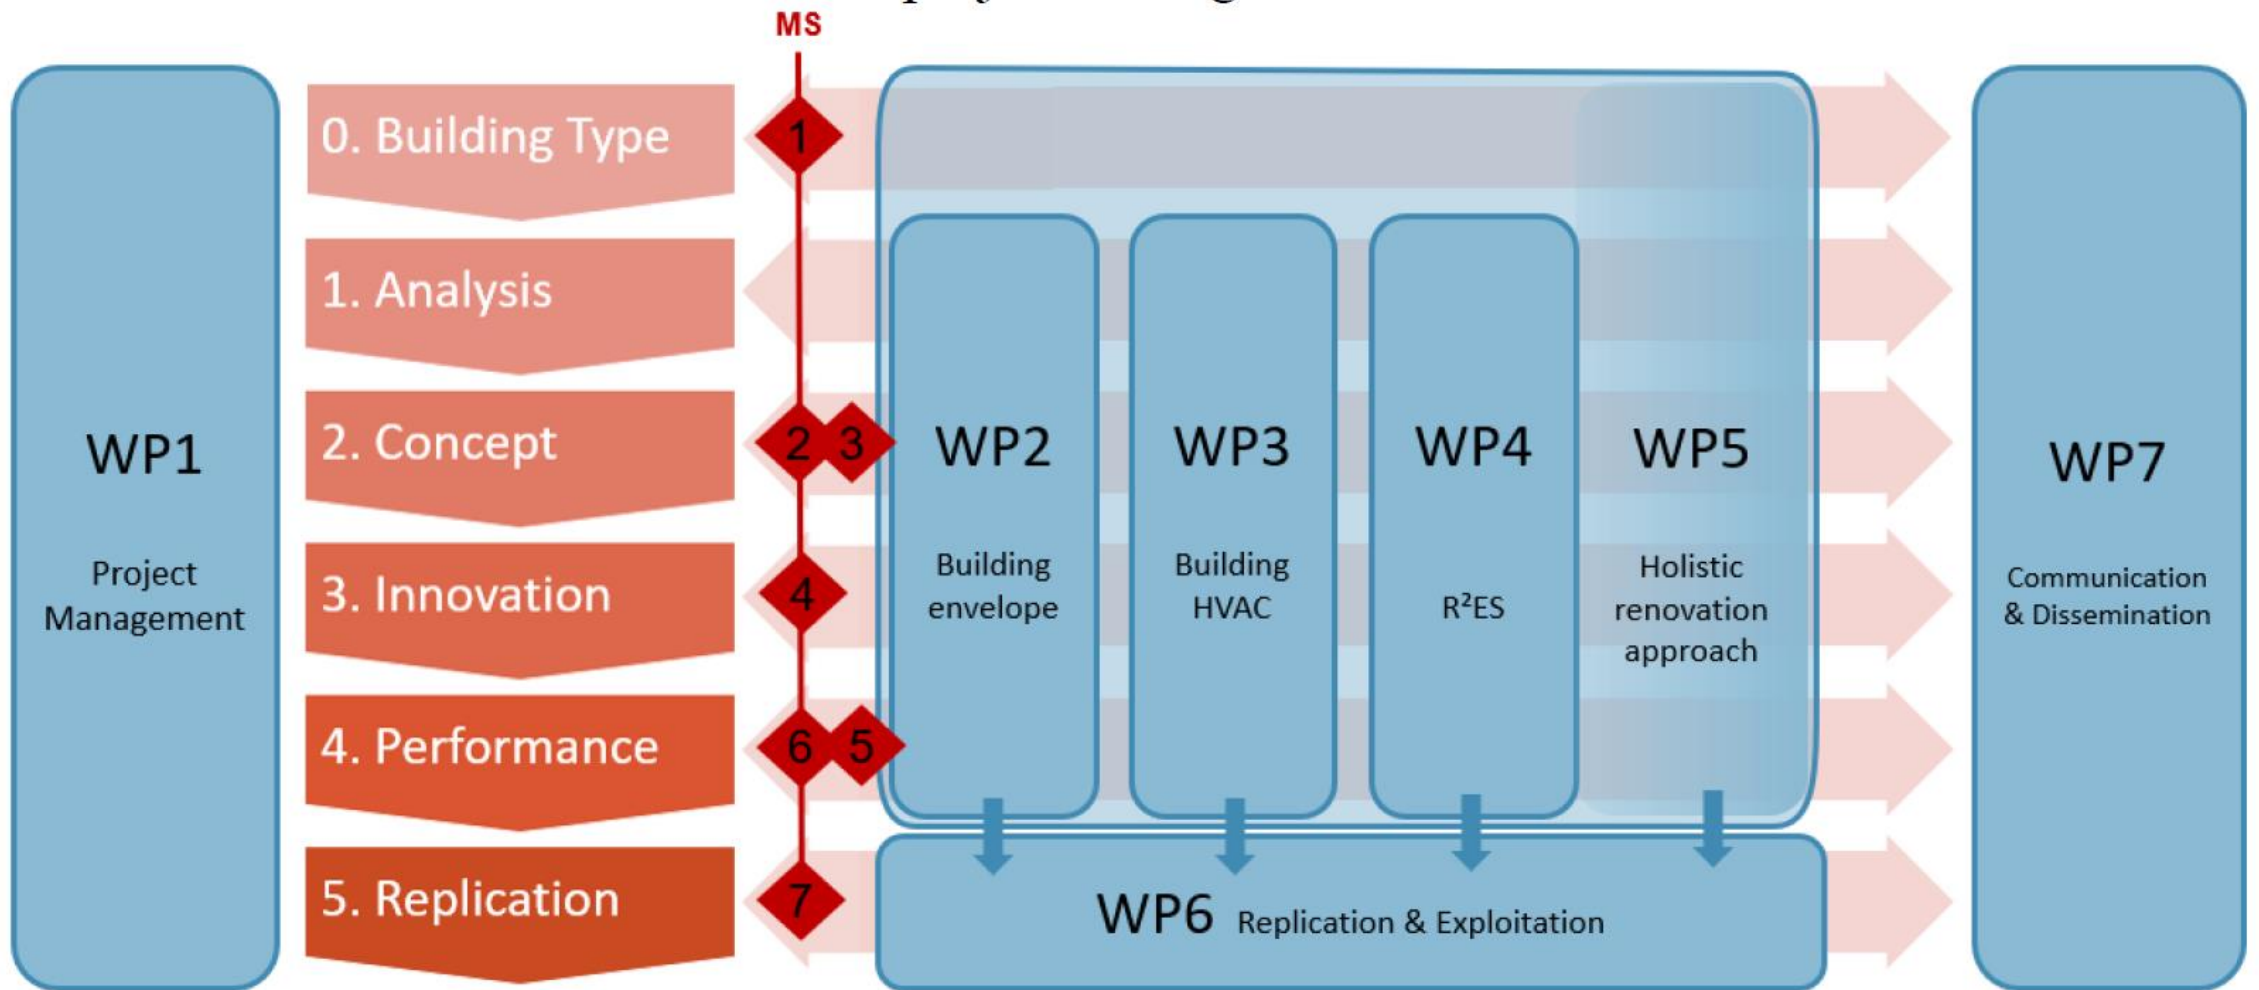 MS
WP1
Project
Management
0. Building Type
1. Analysis
2. Concept
3. Innovation
4. Performance
5. Replication
1
2 3
4
6 5
7
WP2
Building
envelope
WP3
Building
HVAC
WP4
R²ES
WP5
Holistic
renovation
approach
WP6 Replication & Exploitation
WP7
Communication
& Dissemination